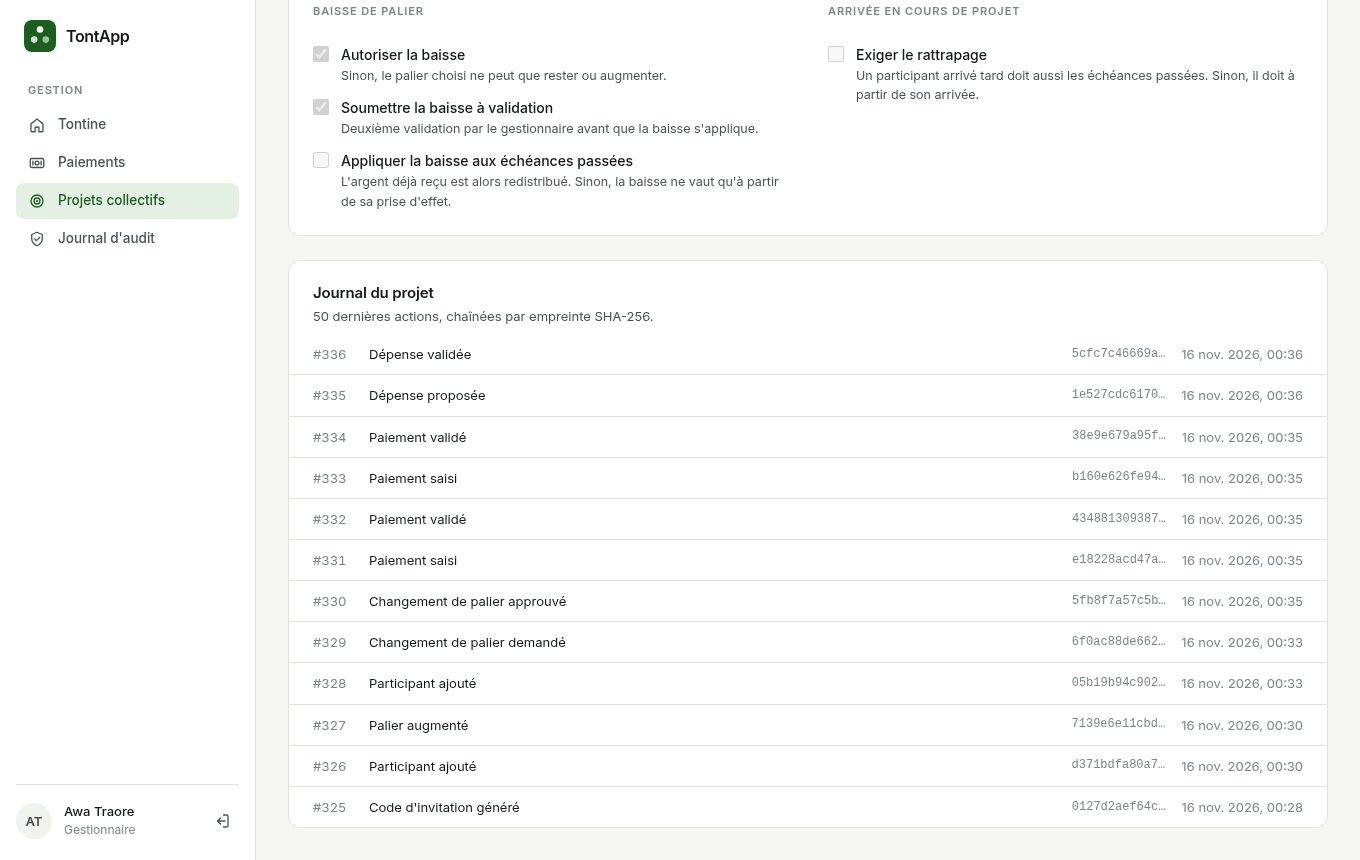 TontApp
GESTION
Tontine
Paiements
Projets collectifs
Journal d'audit
AT
Awa Traore
Gestionnaire
BAISSE DE PALIER
Autoriser la baisse
Sinon, le palier choisi ne peut que rester ou augmenter.
Soumettre la baisse à validation
Deuxième validation par le gestionnaire avant que la baisse s'applique.
Appliquer la baisse aux échéances passées
L'argent déjà reçu est alors redistribué. Sinon, la baisse ne vaut qu'à partir
de sa prise d'effet.
ARRIVÉE EN COURS DE PROJET
Exiger le rattrapage
Un participant arrivé tard doit aussi les échéances passées. Sinon, il doit à
partir de son arrivée.
Journal du projet
50 dernières actions, chaînées par empreinte SHA-256.
#336 Dépense validée 5cfc7c46669a… 16 nov. 2026, 00:36
#335 Dépense proposée 1e527cdc6170… 16 nov. 2026, 00:36
#334 Paiement validé 38e9e679a95f… 16 nov. 2026, 00:35
#333 Paiement saisi b160e626fe94… 16 nov. 2026, 00:35
#332 Paiement validé 434881309387… 16 nov. 2026, 00:35
#331 Paiement saisi e18228acd47a… 16 nov. 2026, 00:35
#330 Changement de palier approuvé 5fb8f7a57c5b… 16 nov. 2026, 00:35
#329 Changement de palier demandé 6f0ac88de662… 16 nov. 2026, 00:33
#328 Participant ajouté 05b19b94c902… 16 nov. 2026, 00:33
#327 Palier augmenté 7139e6e11cbd… 16 nov. 2026, 00:30
#326 Participant ajouté d371bdfa80a7… 16 nov. 2026, 00:30
#325 Code d'invitation généré 0127d2aef64c… 16 nov. 2026, 00:28